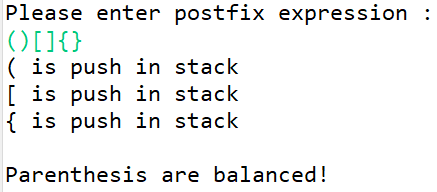 Please enter postfix expression :
()[]{}
( is push in stack
[ is push in stack
{ is push in stack
Parenthesis are balanced!